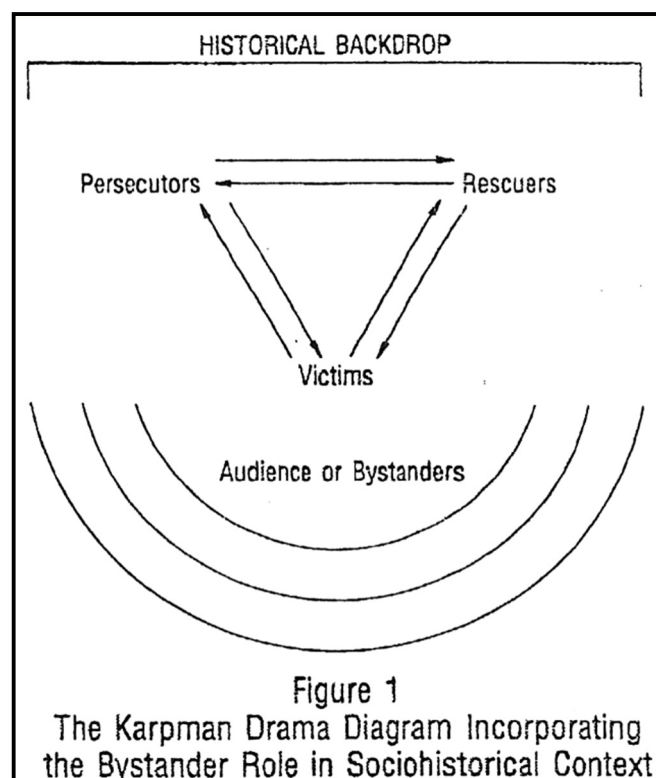 HISTORICAL BACKDROP
Persecutors
Rescuers
Victims
Audience or Bystanders
Figure 1
The Karpman Drama Diagram Incorporating
the Bystander Role in Sociohistorical Context